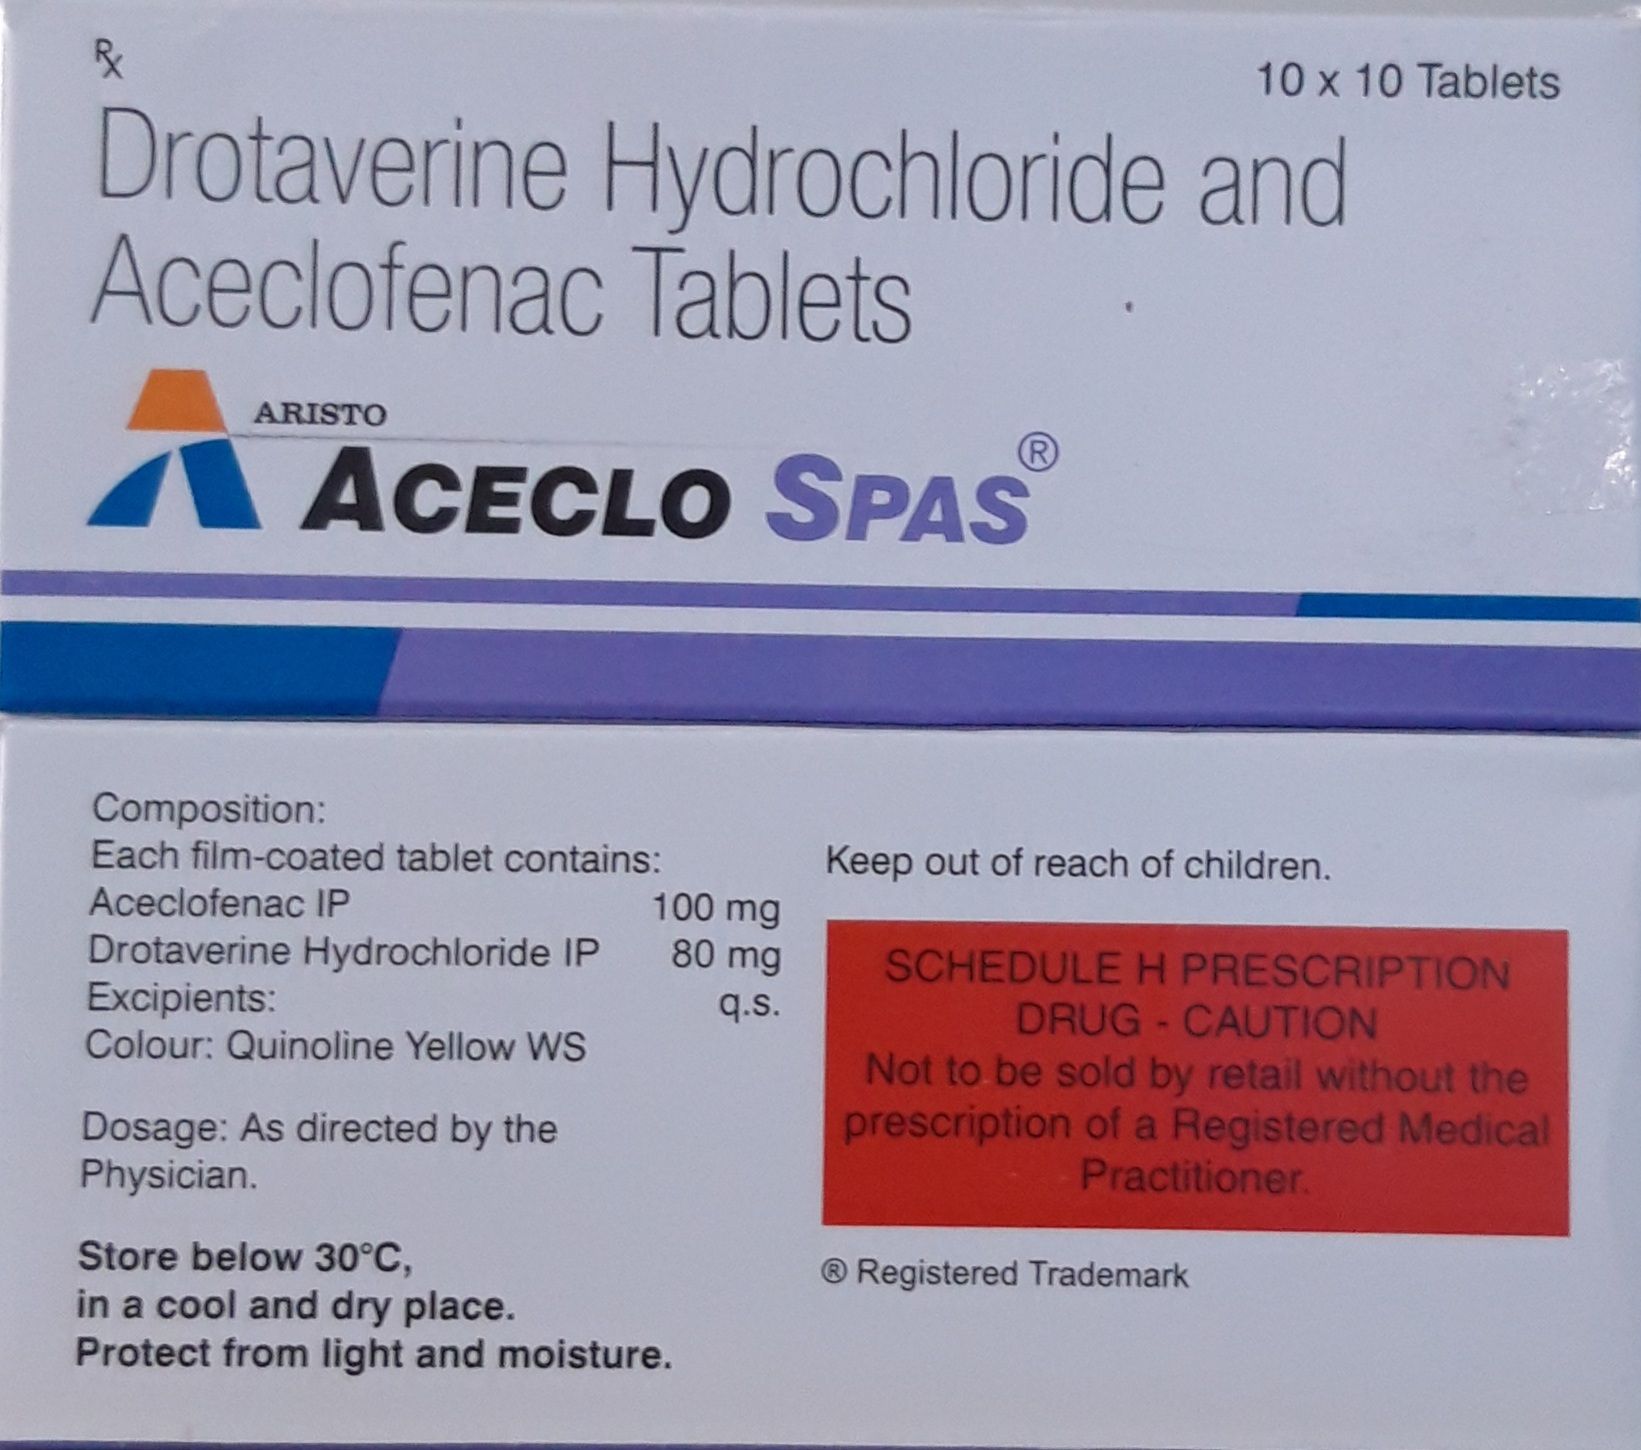 Rx
10 x 10 Tablets
Drotaverine Hydrochloride and
Aceclofenac Tablets
ARISTO
ACECLO SPAS®
Composition:
Each film-coated tablet contains:
Aceclofenac IP 100 mg
Drotaverine Hydrochloride IP 80 mg
Excipients: q.s.
Colour: Quinoline Yellow WS
Dosage: As directed by the
Physician.
Store below 30°C,
in a cool and dry place.
Protect from light and moisture.
Keep out of reach of children.
SCHEDULE H PRESCRIPTION
DRUG - CAUTION
Not to be sold by retail without the
prescription of a Registered Medical
Practitioner.
® Registered Trademark